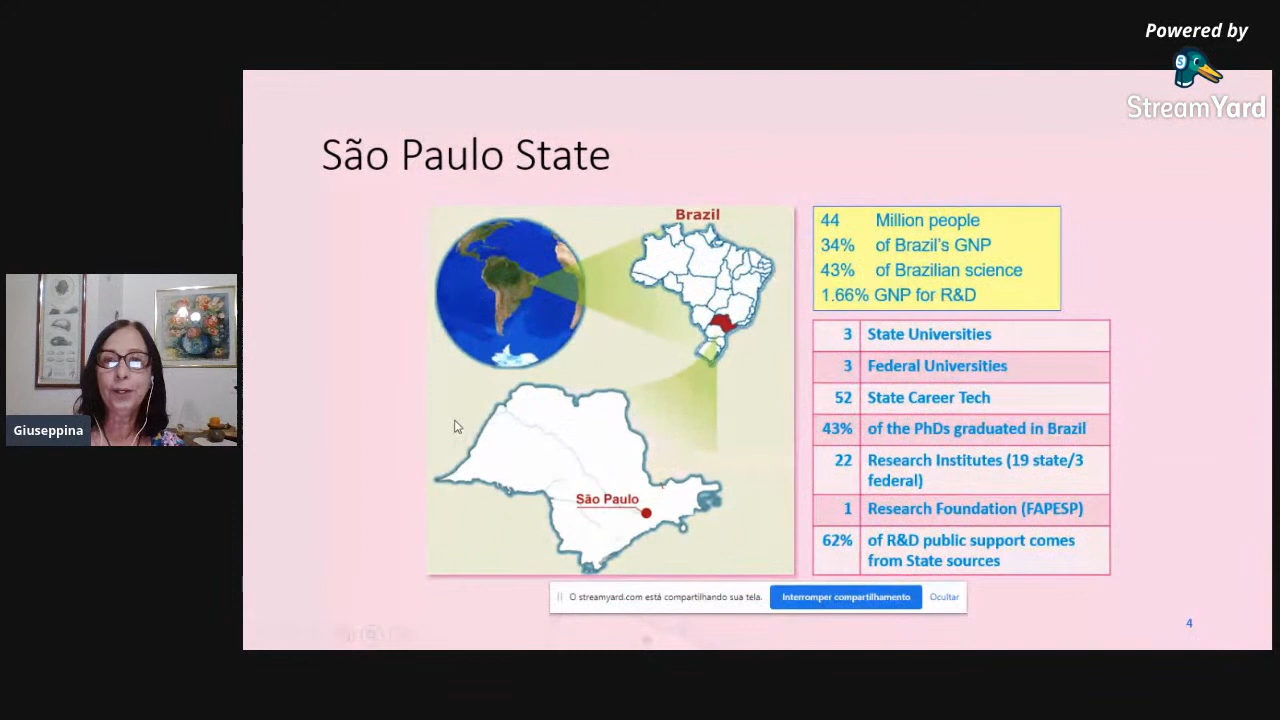 Powered by
StreamYard
São Paulo State
Brazil
São Paulo
44 Million people
34% of Brazil's GNP
43% of Brazilian science
1.66% GNP for R&D
3 State Universities
3 Federal Universities
52 State Career Tech
43% of the PhDs graduated in Brazil
22 Research Institutes (19 state/3
federal)
1 Research Foundation (FAPESP)
62% of R&D public support comes
from State sources
Giuseppina
O streamyard.com está compartilhando sua tela. Interromper compartilhamento Ocultar
4